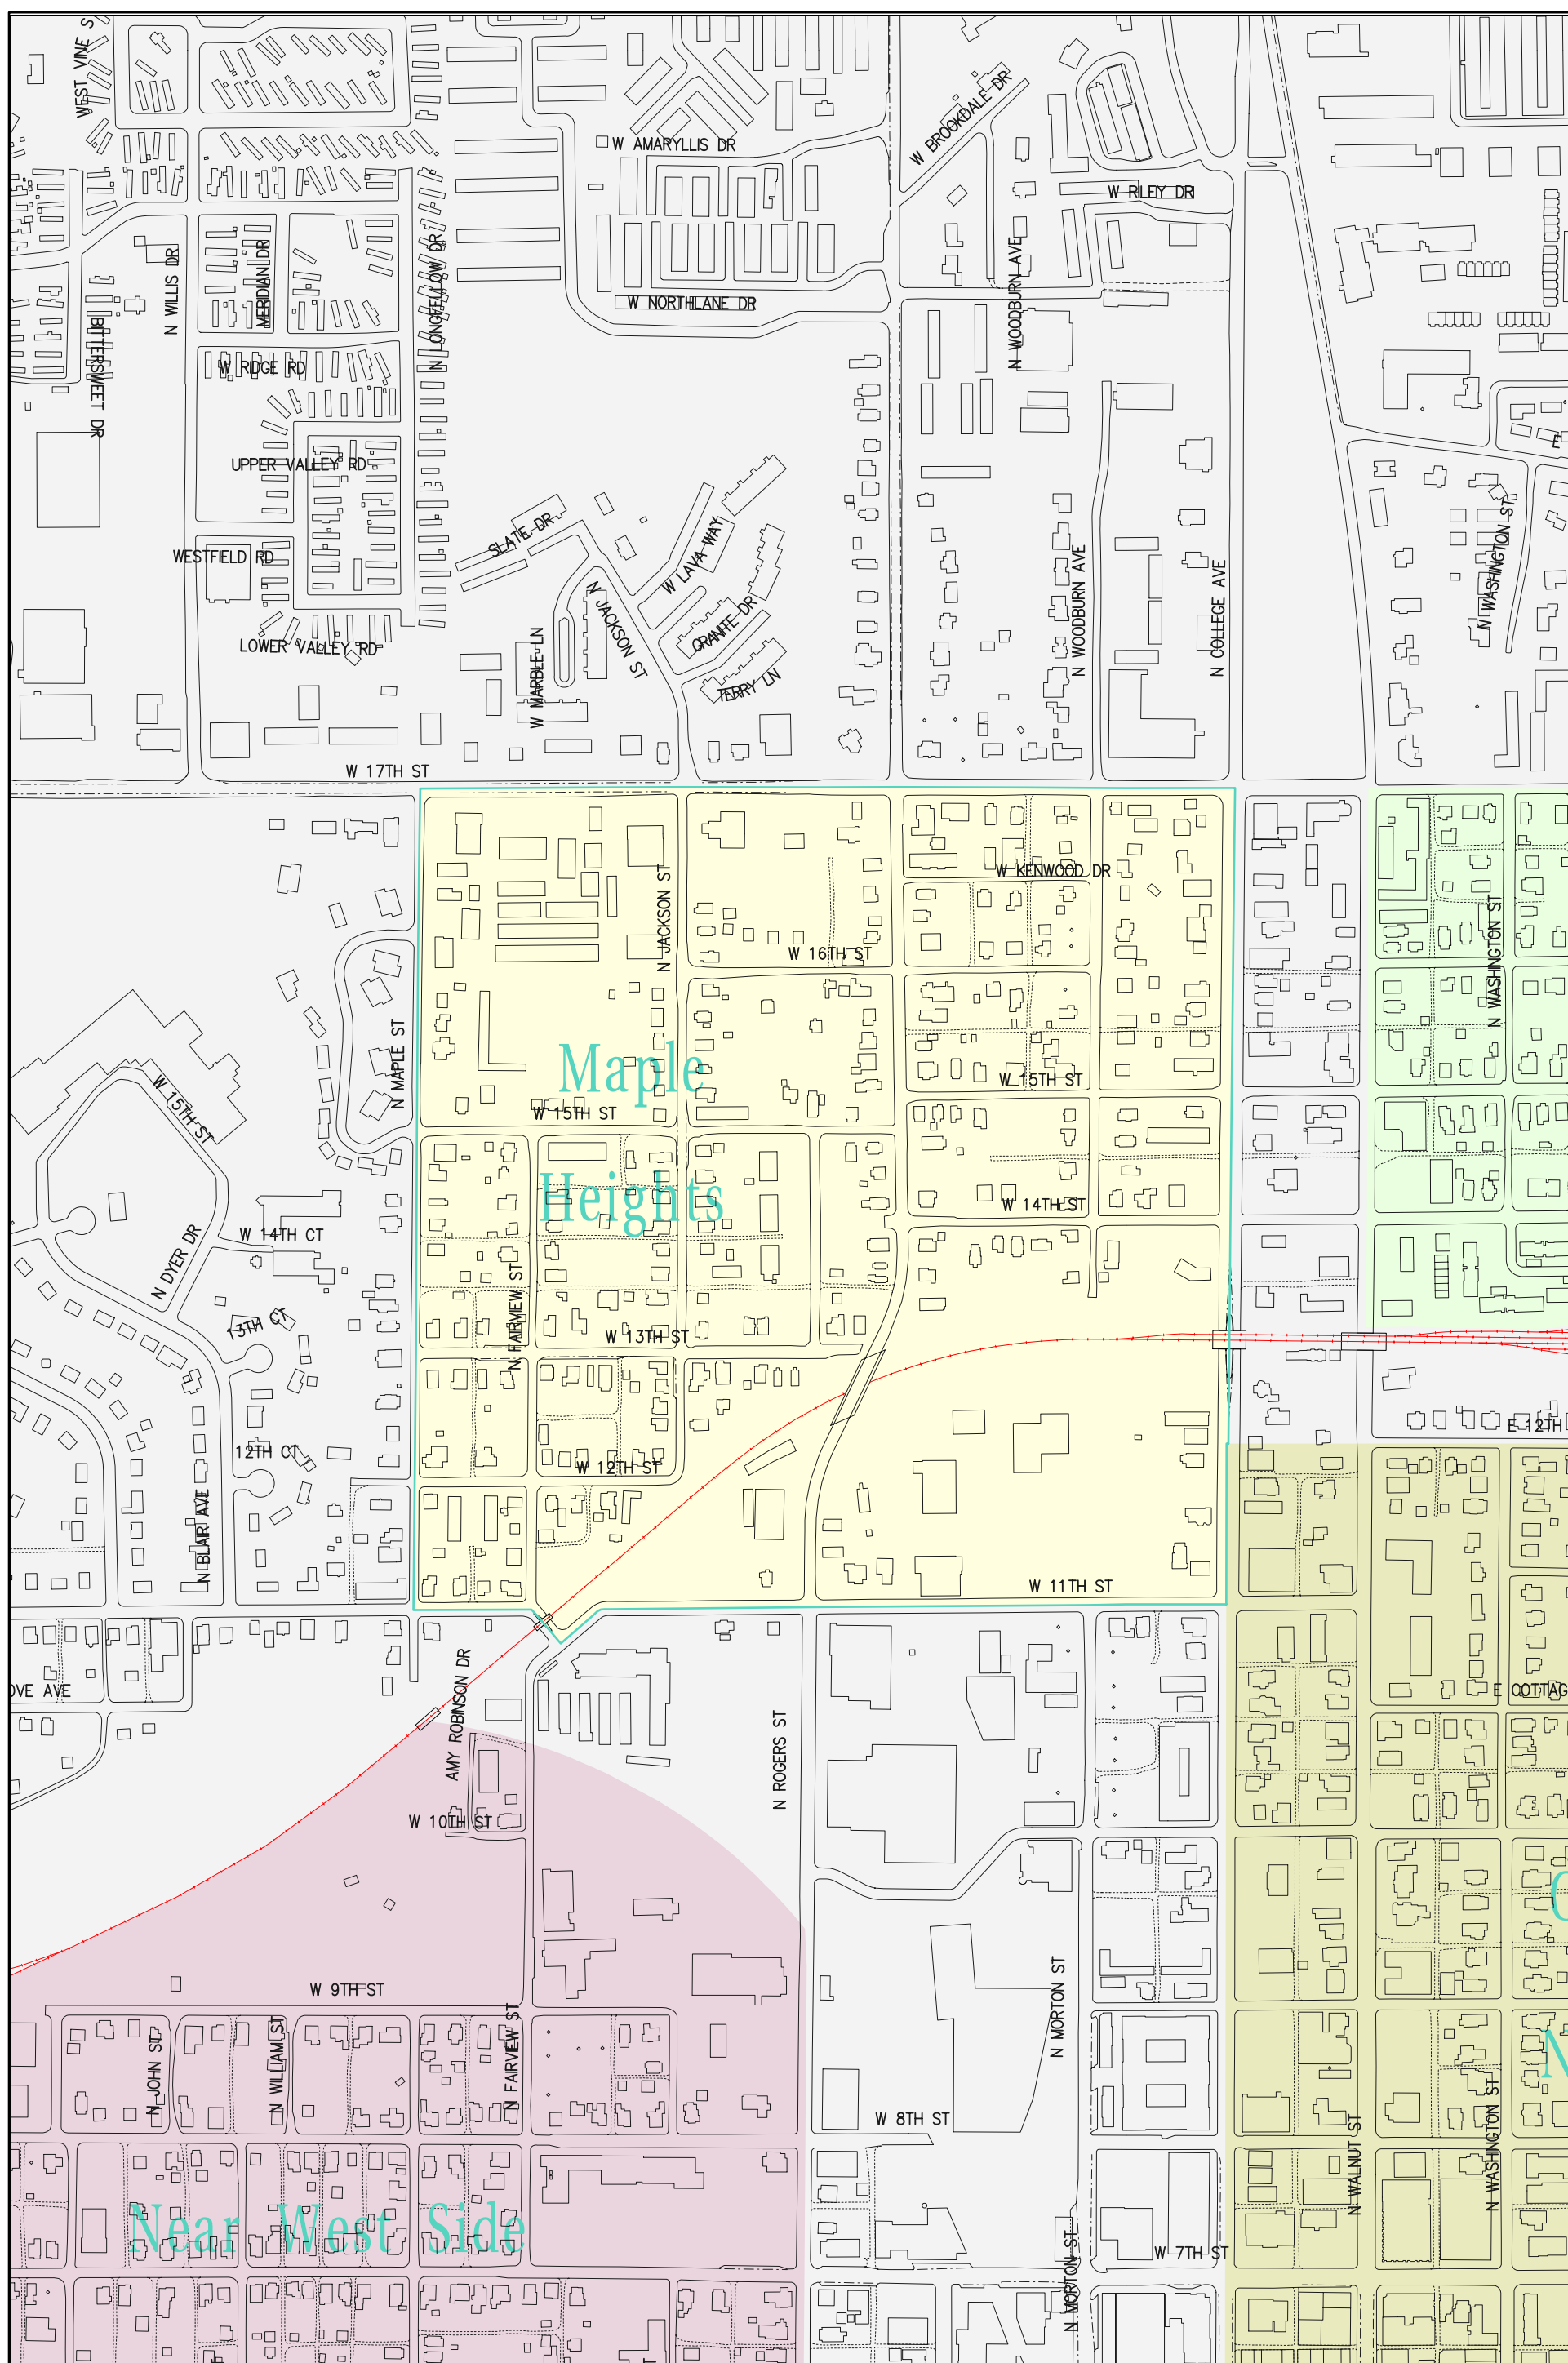 WEST VINE S
W AMARYLLIS DR
W BROOKDALE DR
W RILEY DR
N WILLIS DR
MERIDIAN DR
N LONGFELLOW DR
N WOODBURN AVE
W NORTHLANE DR
BITTERSWEET DR
W RIDGE RD
E
UPPER VALLEY RD
SLATE DR
W LAVA WAY
N WASHINGTON ST
WESTFIELD RD
N JACKSON ST
GRANITE DR
N WOODBURN AVE
N COLLEGE AVE
LOWER VALLEY RD
W MARBLE LN
TERRY LN
W 17TH ST
W KENWOOD DR
N JACKSON ST
W 16TH ST
N WASHINGTON ST
N MAPLE ST
Maple
W 15TH ST
W 15TH ST
W 15TH ST
Heights
W 14TH ST
W 14TH CT
N DYER DR
N FAIRVIEW ST
13TH CT
W 13TH ST
E 12TH
12TH CT
W 12TH ST
N BLAIR AVE
W 11TH ST
OVE AVE
AMY ROBINSON DR
E COTTAG
N ROGERS ST
W 10TH ST
W 9TH ST
N MORTON ST
N JOHN ST
N WILLIAM ST
N FAIRVIEW ST
N
W 8TH ST
N WALNUT ST
N WASHINGTON ST
Near West Side
W 7TH ST
N MORTON ST